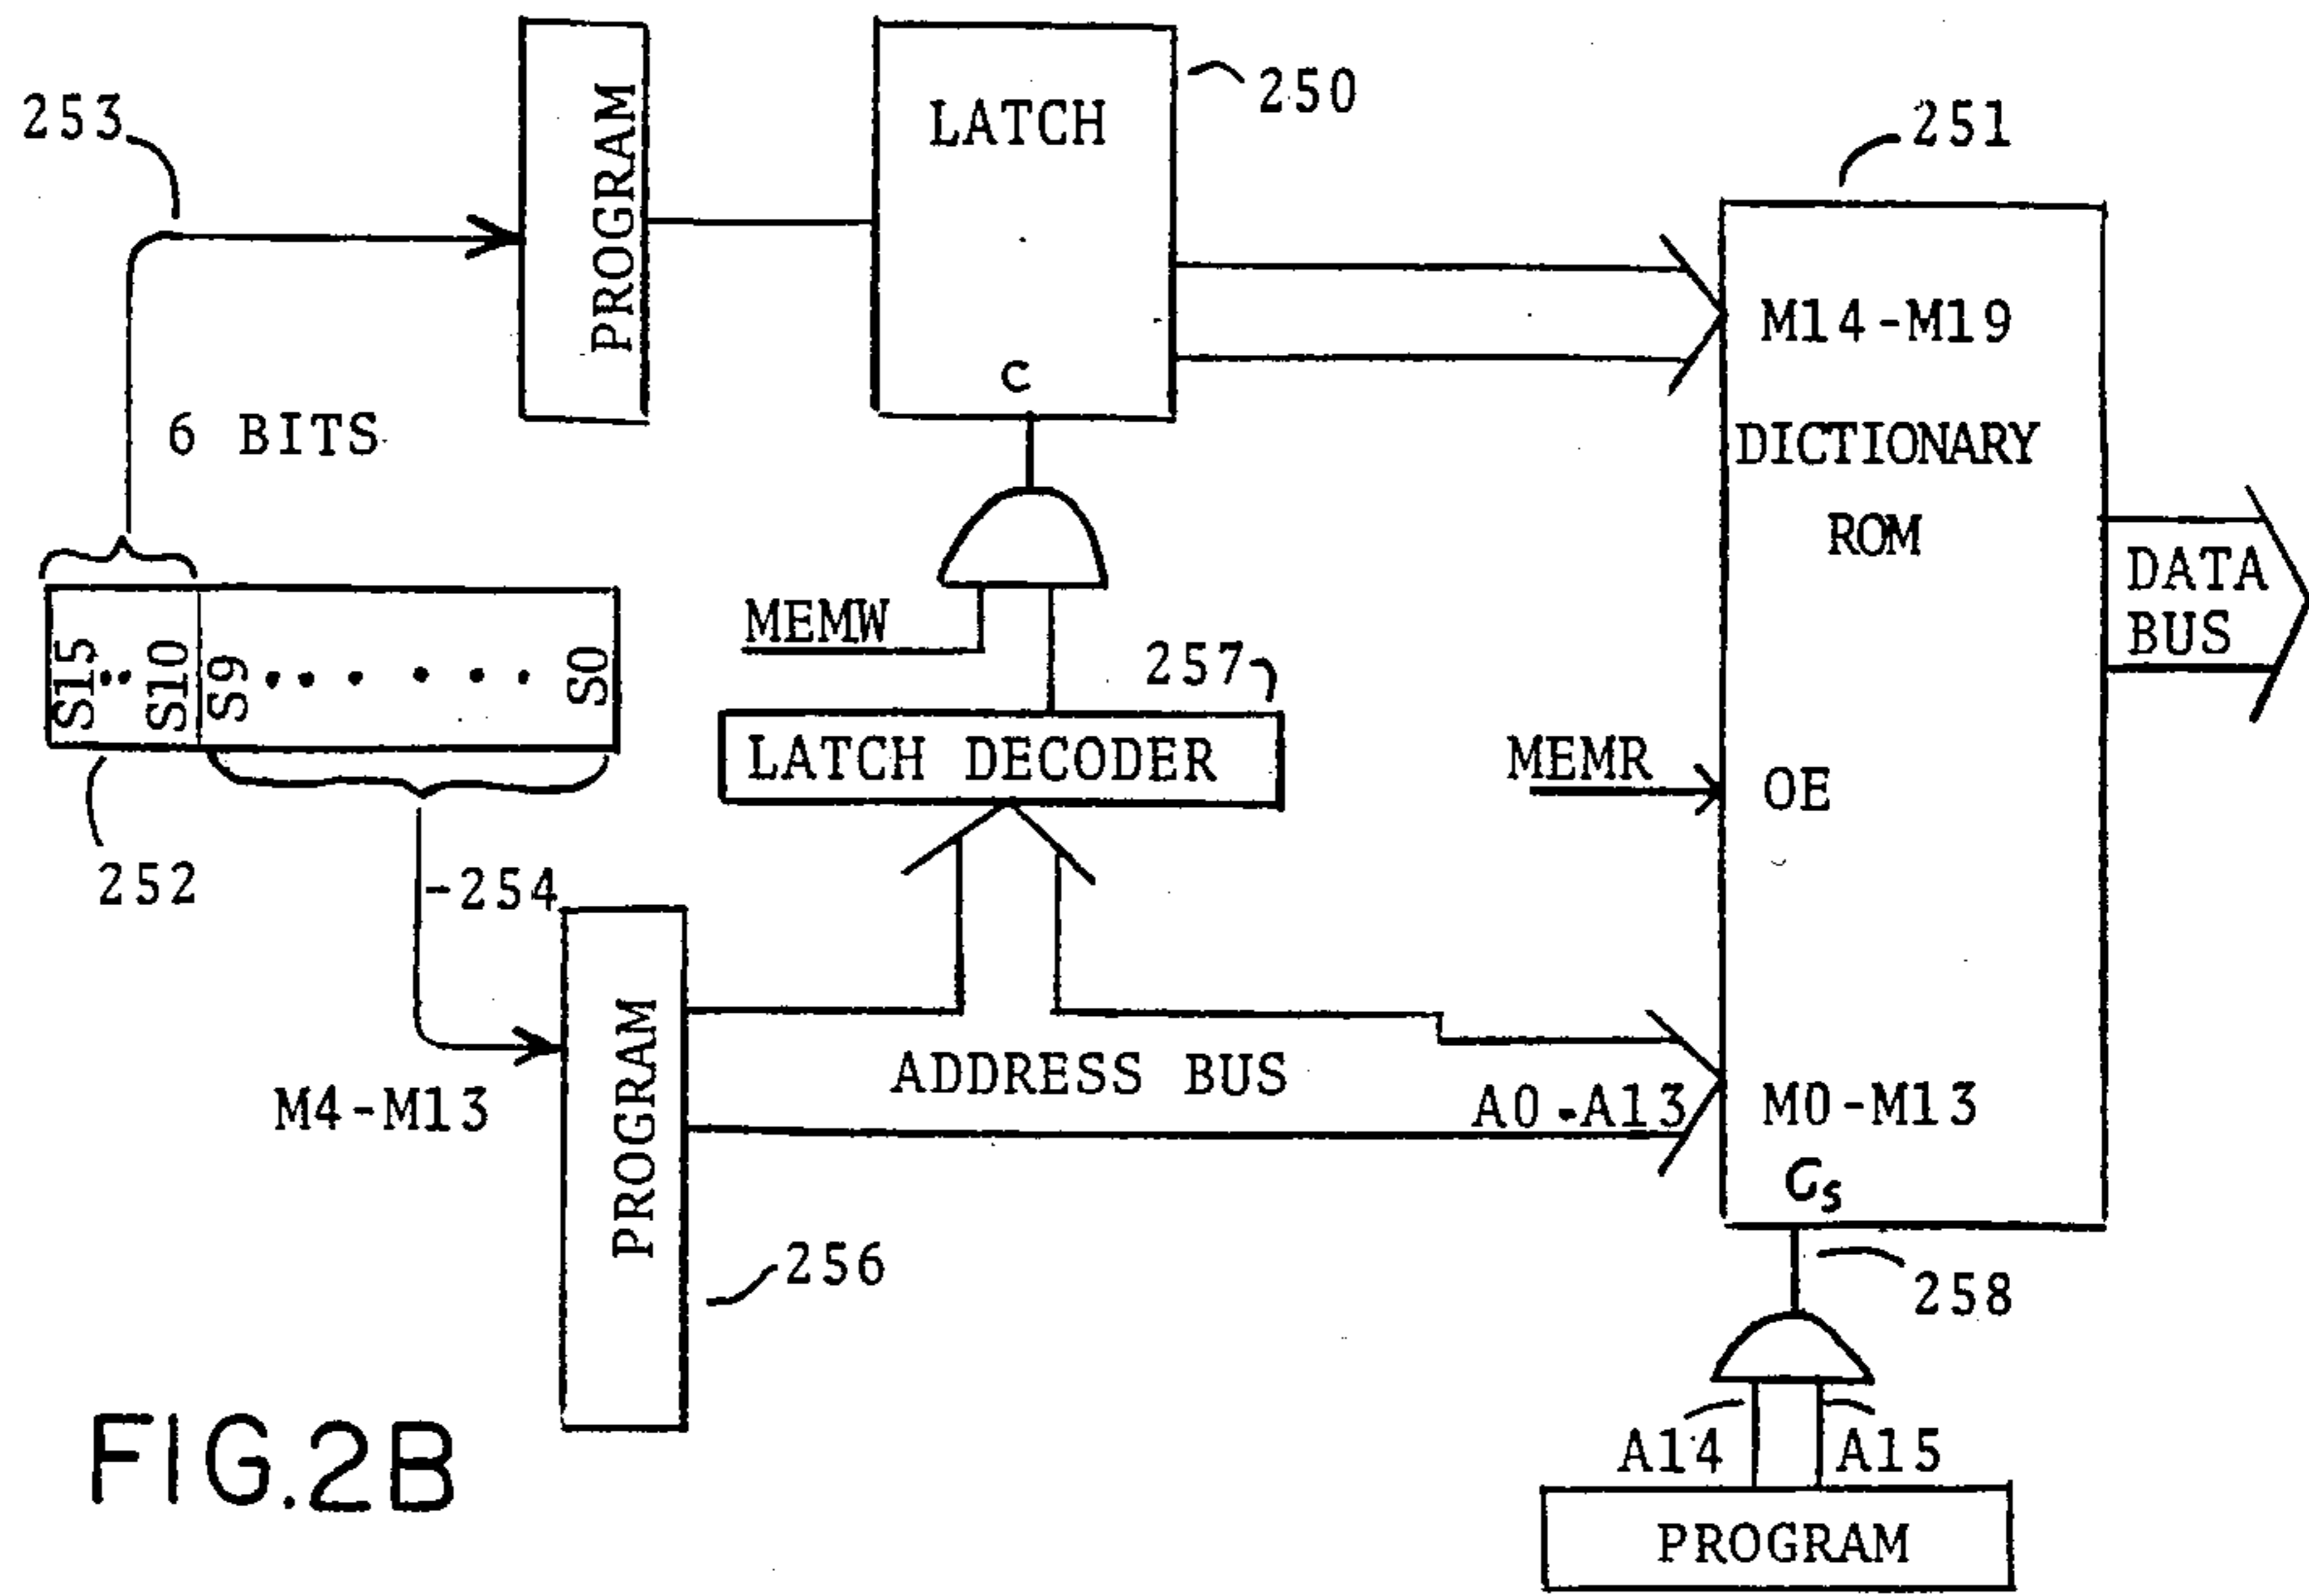 253
PROGRAM
LATCH
C
250
251
6 BITS
M14-M19
DICTIONARY
ROM
DATA
BUS
S15 .. S10 S9 ...... S0
252
MEMW
257
LATCH DECODER
MEMR
OE
-254
M4-M13
PROGRAM
256
ADDRESS BUS
A0-A13
M0-M13
Cs
258
A14
A15
PROGRAM
FIG.2B